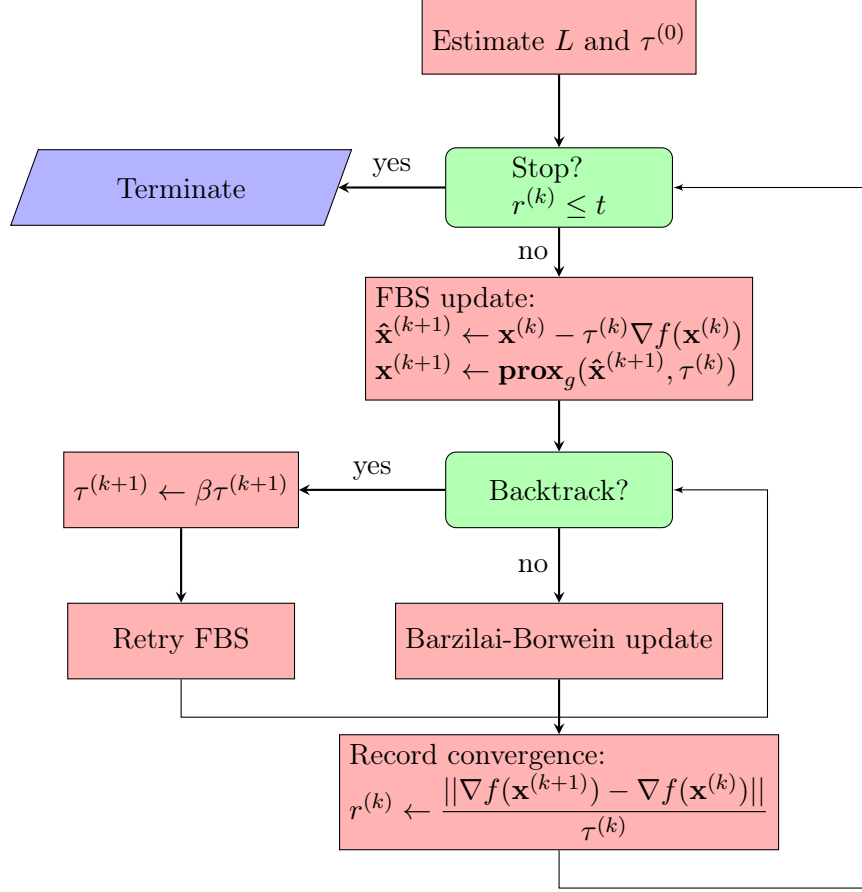 Estimate L and τ^(0)
Stop?
r^(k) ≤ t
yes
Terminate
no
FBS update:
x̂^(k+1) ← x^(k) − τ^(k)∇f(x^(k))
x^(k+1) ← prox_g(x̂^(k+1), τ^(k))
Backtrack?
yes
τ^(k+1) ← βτ^(k+1)
no
Retry FBS
Barzilai-Borwein update
Record convergence:
r^(k) ← ||∇f(x^(k+1)) − ∇f(x^(k))|| / τ^(k)